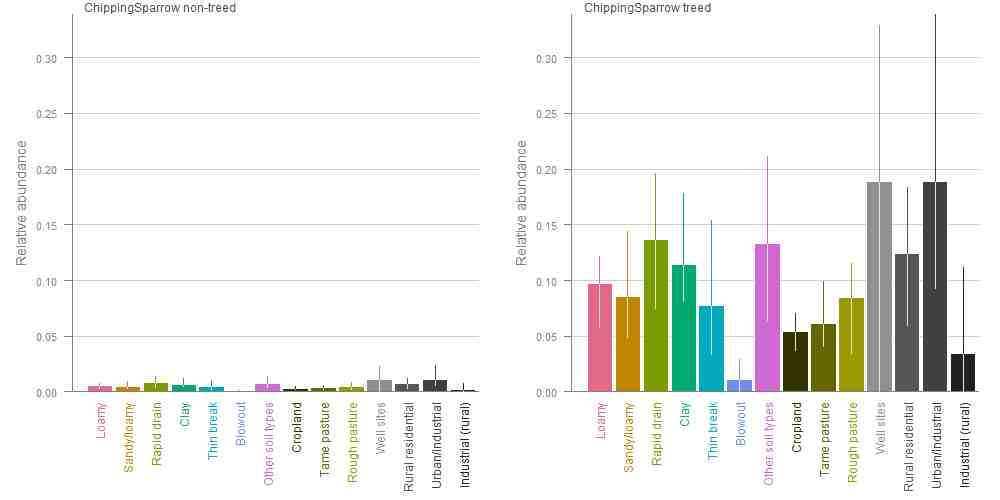 ChippingSparrow non-treed
Relative abundance
0.30
0.25
0.20
0.15
0.10
0.05
0.00
Loamy
Sandy/loamy
Rapid drain
Clay
Thin break
Blowout
Other soil types
Cropland
Tame pasture
Rough pasture
Well sites
Rural residential
Urban/Industrial
Industrial (rural)
ChippingSparrow treed
Relative abundance
0.30
0.25
0.20
0.15
0.10
0.05
0.00
Loamy
Sandy/loamy
Rapid drain
Clay
Thin break
Blowout
Other soil types
Cropland
Tame pasture
Rough pasture
Well sites
Rural residential
Urban/Industrial
Industrial (rural)